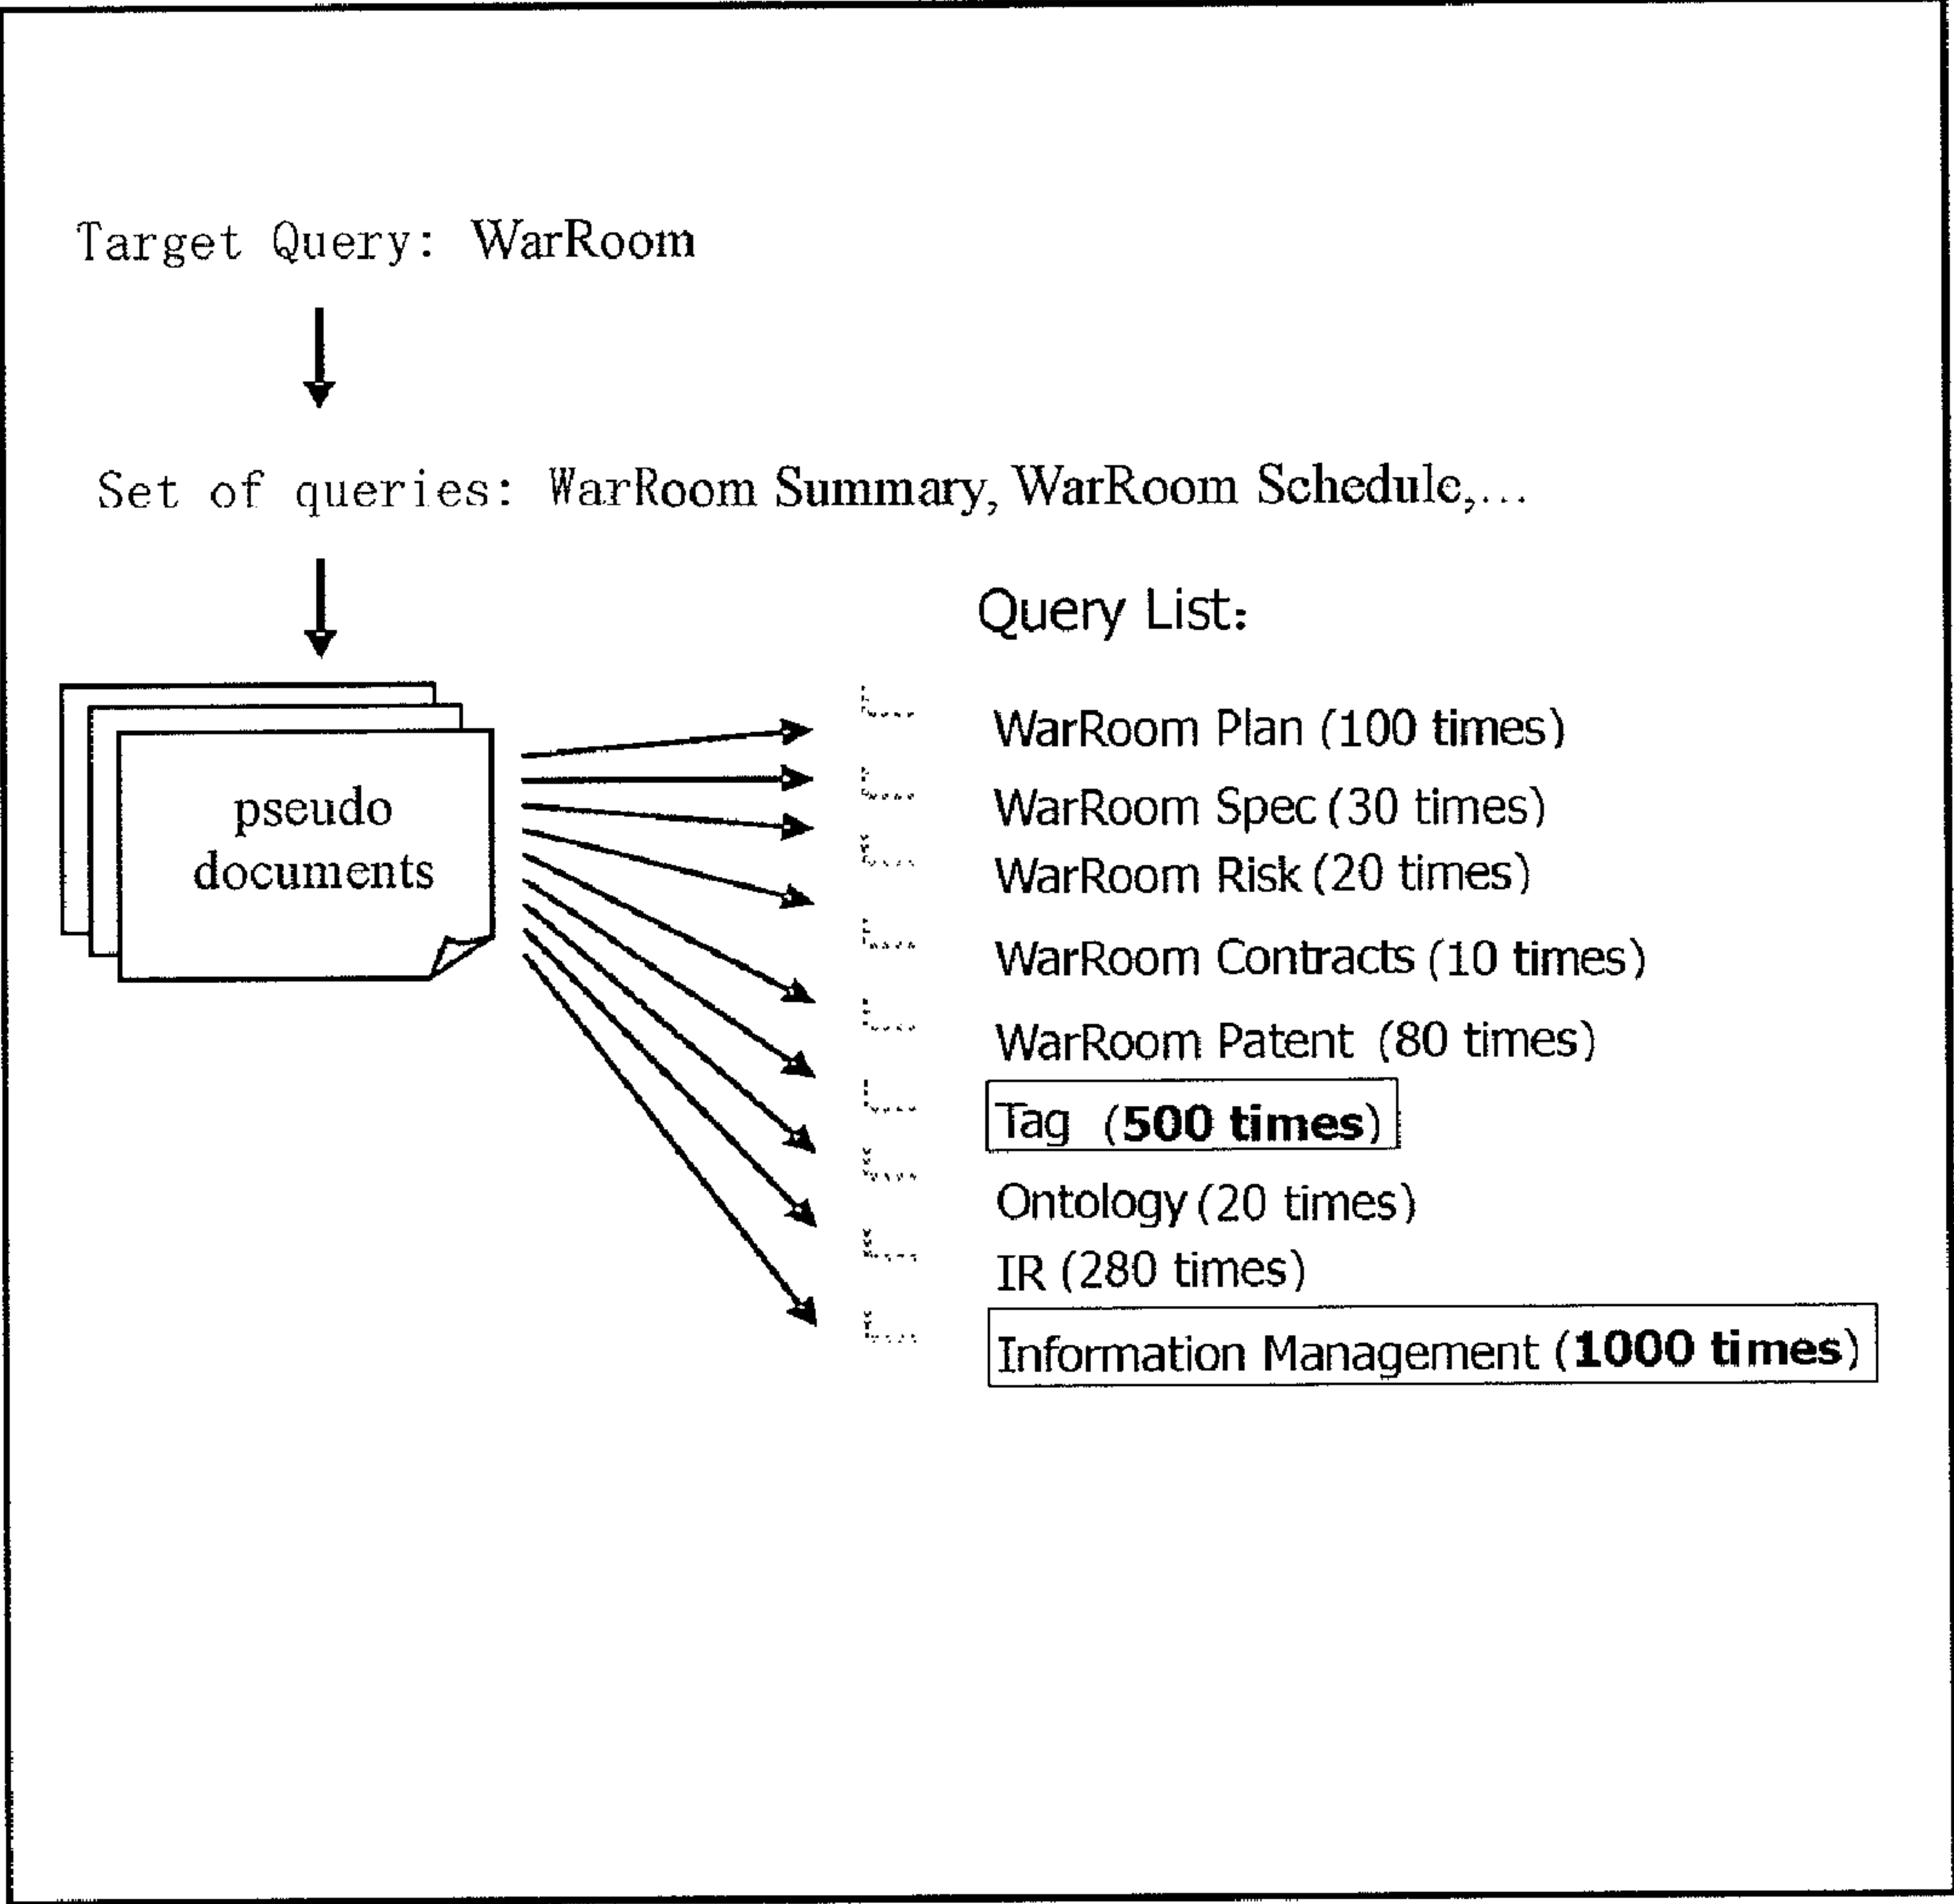 Target Query: WarRoom
Set of queries: WarRoom Summary, WarRoom Schedule,...
Query List:
pseudo
documents
WarRoom Plan (100 times)
WarRoom Spec (30 times)
WarRoom Risk (20 times)
WarRoom Contracts (10 times)
WarRoom Patent (80 times)
Tag (500 times)
Ontology (20 times)
IR (280 times)
Information Management (1000 times)